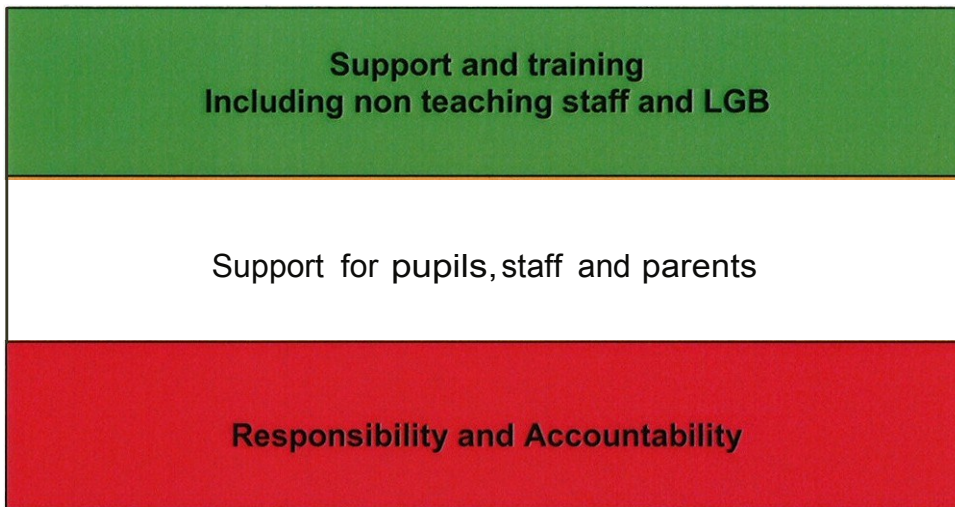 Support and training
Including non teaching staff and LGB
Support for pupils, staff and parents
Responsibility and Accountability